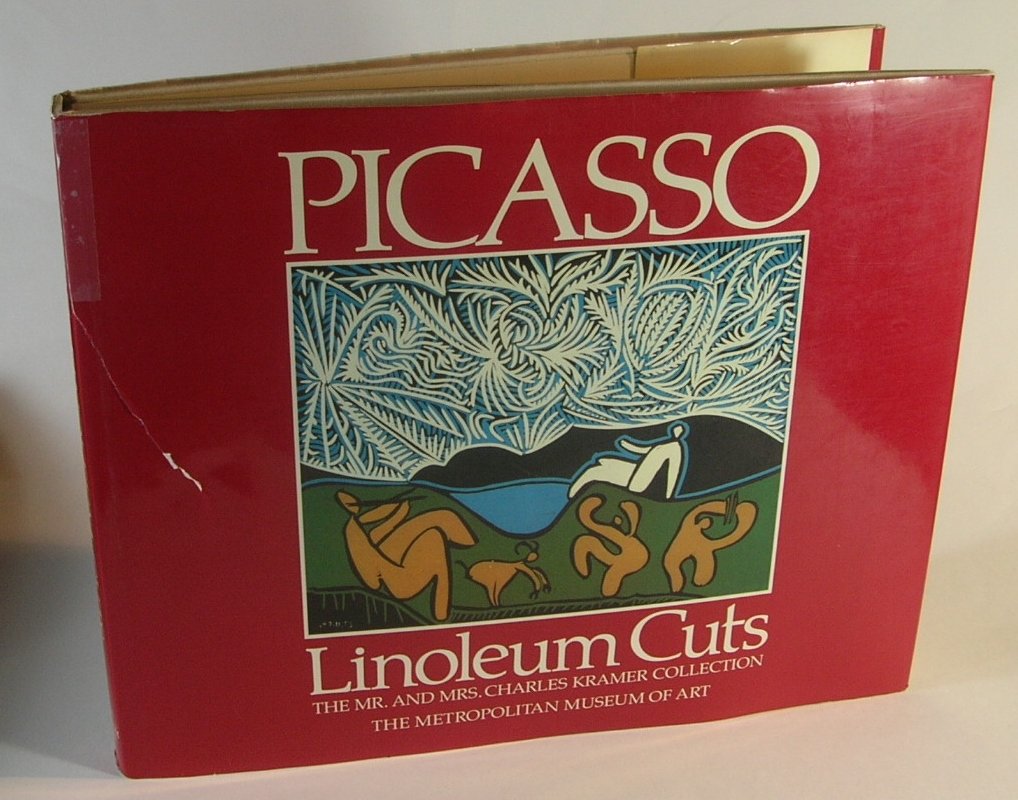 PICASSO
Linoleum Cuts
THE MR. AND MRS. CHARLES KRAMER COLLECTION
THE METROPOLITAN MUSEUM OF ART